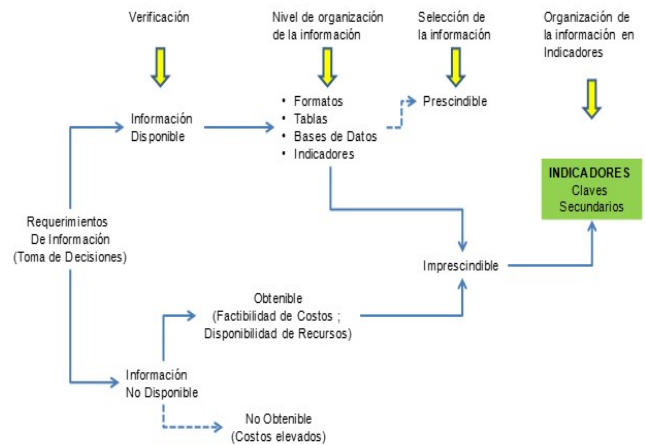 Verificación
Nivel de organización
de la información
Selección de
la información
Organización de
la información en
Indicadores
Información
Disponible
• Formatos
• Tablas
• Bases de Datos
• Indicadores
Prescindible
INDICADORES
Claves
Secundarios
Requerimientos
De Información
(Toma de Decisiones)
Imprescindible
Obtenible
(Factibilidad de Costos ;
Disponibilidad de Recursos)
Información
No Disponible
No Obtenible
(Costos elevados)